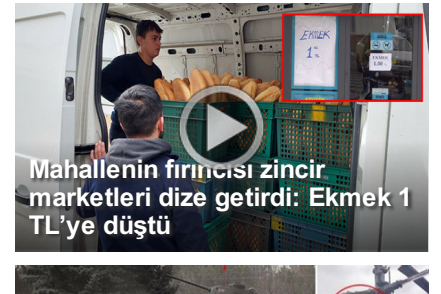 EKMEK
1
EKMEK
1.00
Mahallenin fırıncısı zincir
marketleri dize getirdi: Ekmek 1
TL'ye düştü